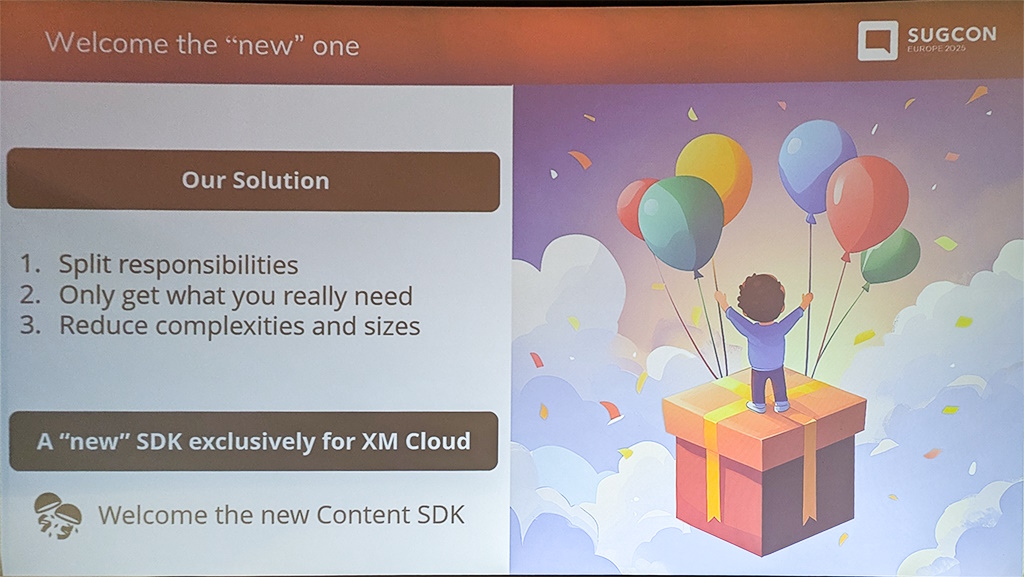 Welcome the “new” one
SUGCON
EUROPE 2025
Our Solution
1. Split responsibilities
2. Only get what you really need
3. Reduce complexities and sizes
A “new” SDK exclusively for XM Cloud
Welcome the new Content SDK